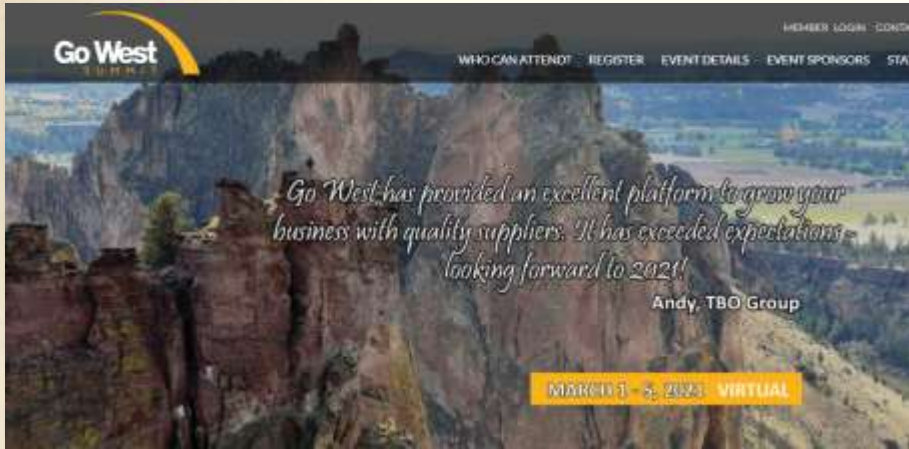 Go West
SUMMIT
MEMBER LOGIN
WHO CAN ATTEND? REGISTER EVENT DETAILS EVENT SPONSORS
Go West has provided an excellent platform to grow your
business with quality suppliers. It has exceeded expectations -
looking forward to 2021!
Andy, TBO Group
MARCH 1 - 5, 2021 VIRTUAL